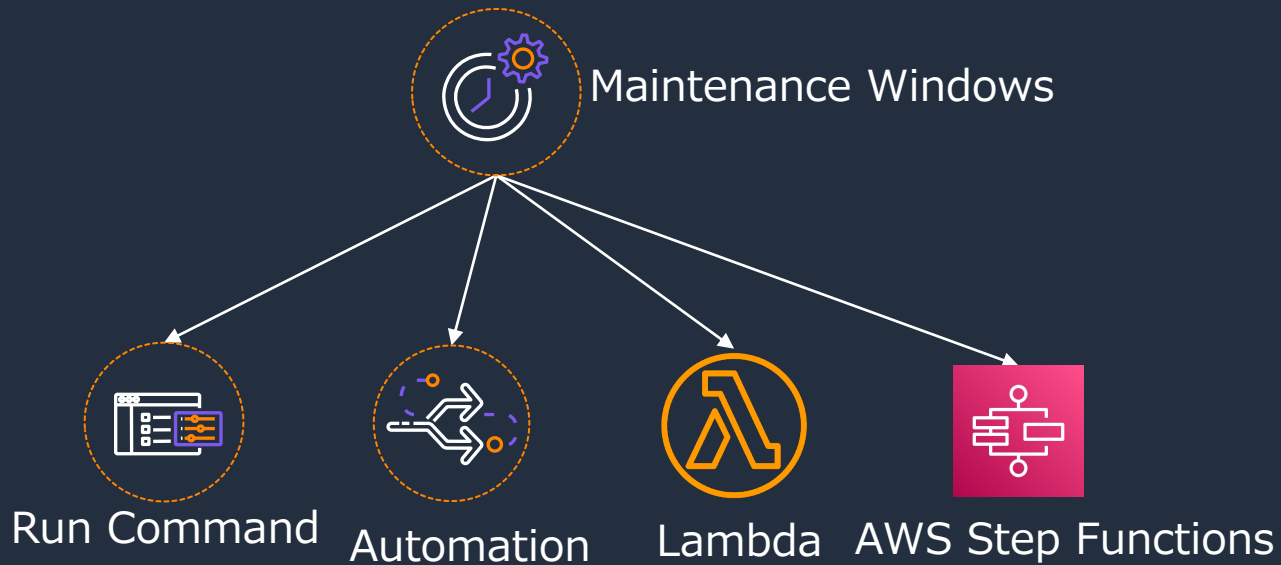 Maintenance Windows
Run Command
Automation
Lambda
AWS Step Functions